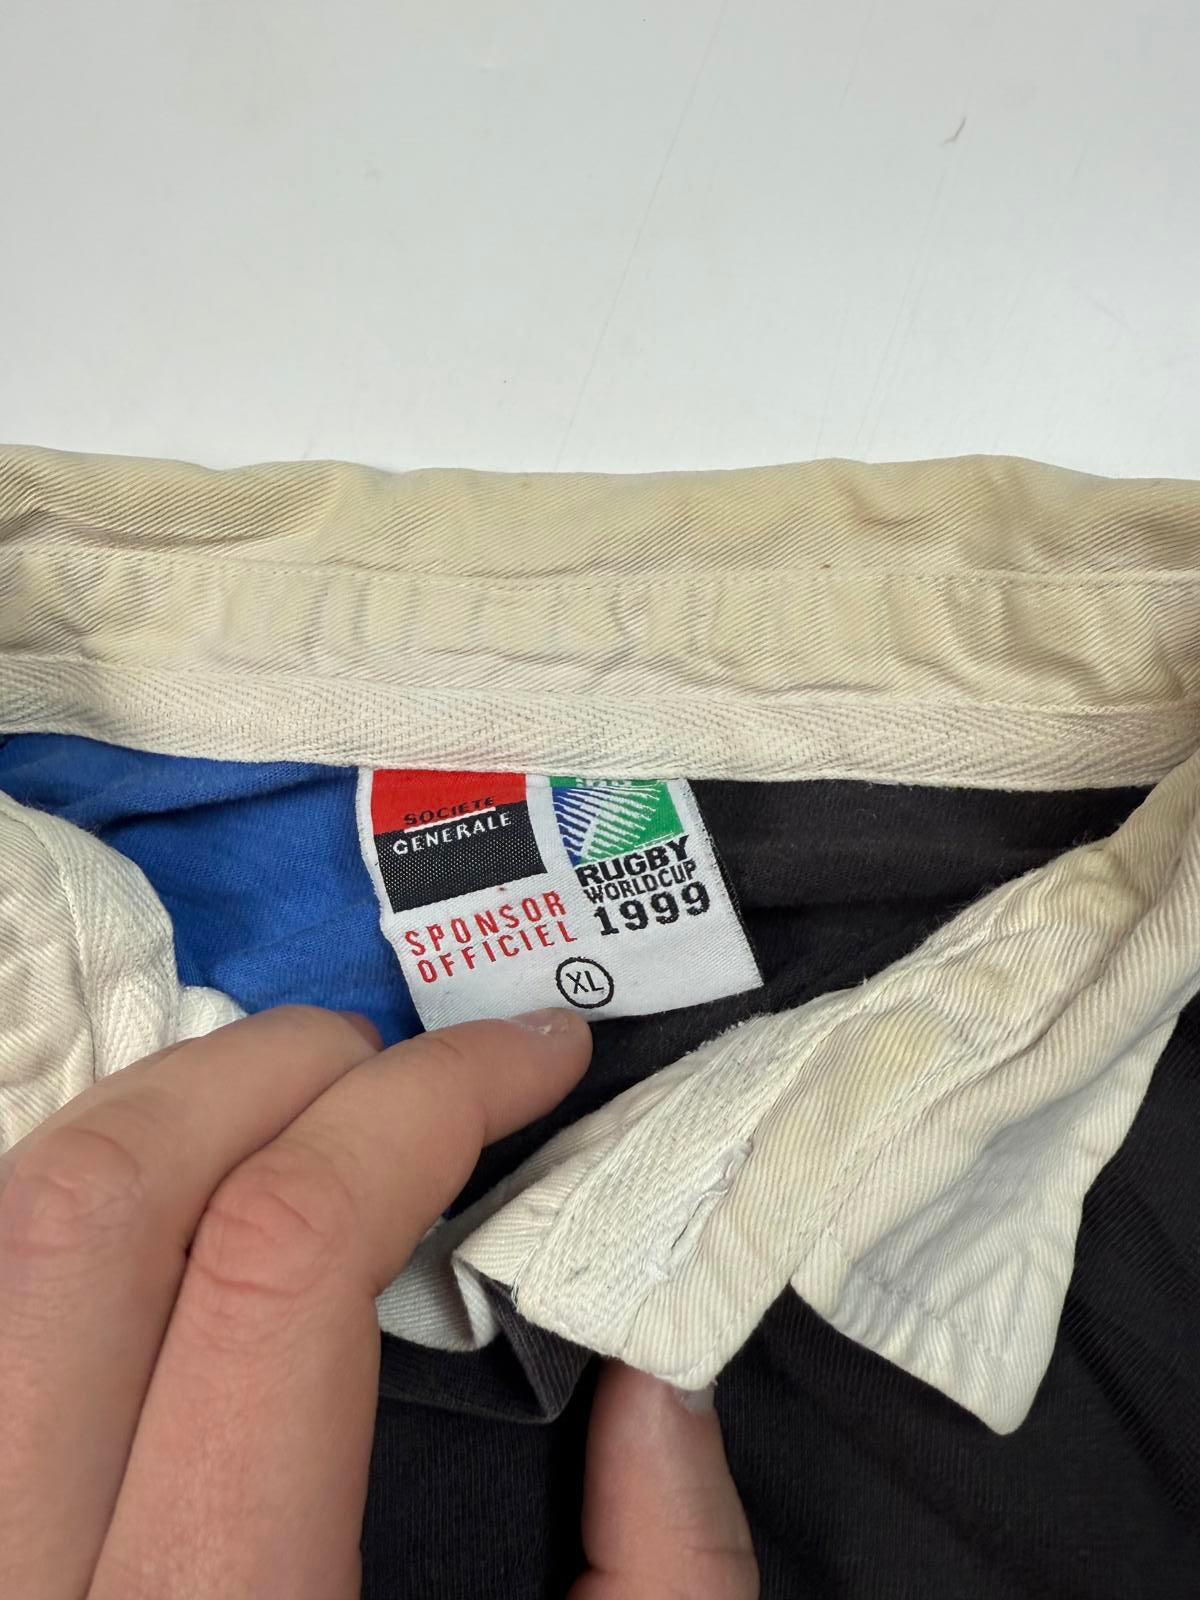 SOCIETE
GENERALE
SPONSOR
OFFICIEL
RUGBY
WORLD CUP
1999
XL